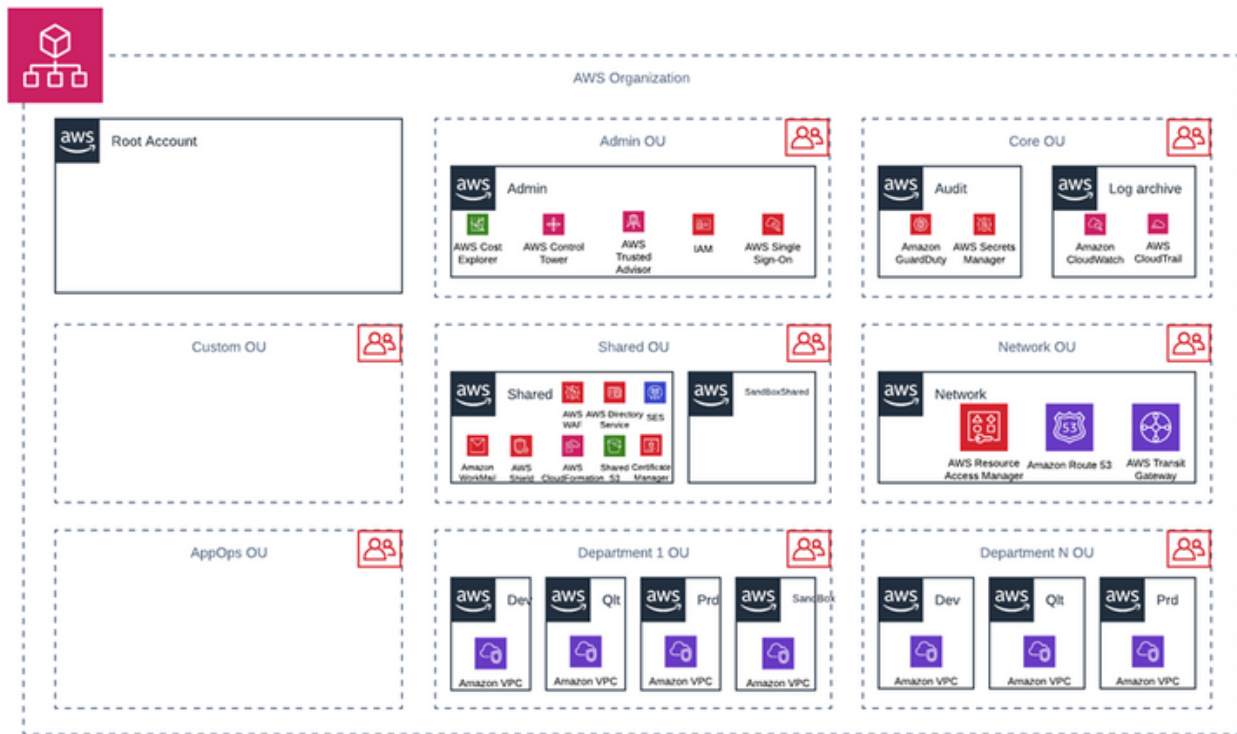 AWS Organization
aws
Root Account
Admin OU
aws
Admin
AWS Cost
Explorer
AWS Control
Tower
AWS
Trusted
Advisor
IAM
AWS Single
Sign-On
Core OU
aws
Audit
Amazon
GuardDuty
AWS Secrets
Manager
aws
Log archive
Amazon
CloudWatch
AWS
CloudTrail
Custom OU
Shared OU
aws
Shared
AWS
WAF
AWS Directory
Service
SES
Amazon
WorkMail
AWS
Shield
AWS
CloudFormation
Shared
S3
Certificate
Manager
aws
SandBoxShared
Network OU
aws
Network
AWS Resource
Access Manager
53
Amazon Route 53
AWS Transit
Gateway
AppOps OU
Department 1 OU
aws
Dev
Amazon VPC
aws
Qlt
Amazon VPC
aws
Prd
Amazon VPC
aws
SandBox
Amazon VPC
Department N OU
aws
Dev
Amazon VPC
aws
Qlt
Amazon VPC
aws
Prd
Amazon VPC